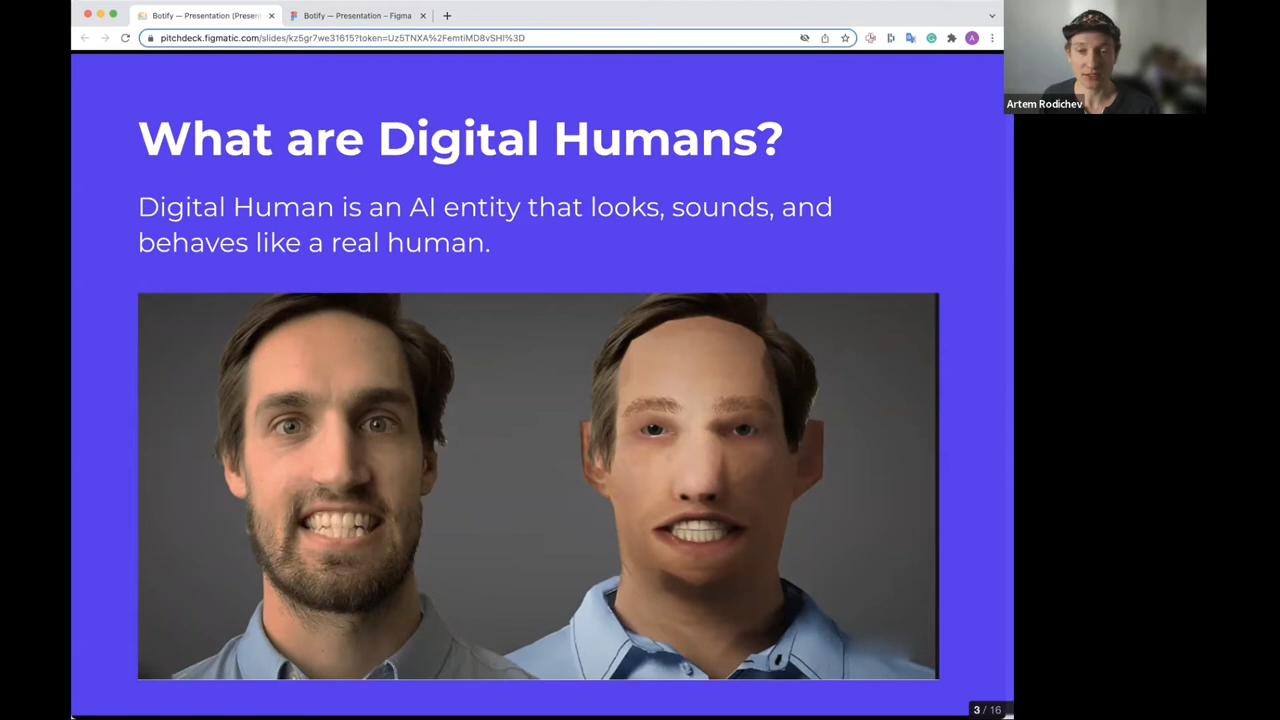 Botify — Presentation (Presen
Botify — Presentation – Figma
pitchdeck.figmatic.com/slides/kz5gr7we31615?token=Uz5TNXA%2FemtiMD8vSHI%3D
A
Artem Rodichev
What are Digital Humans?
Digital Human is an AI entity that looks, sounds, and
behaves like a real human.
3 / 16